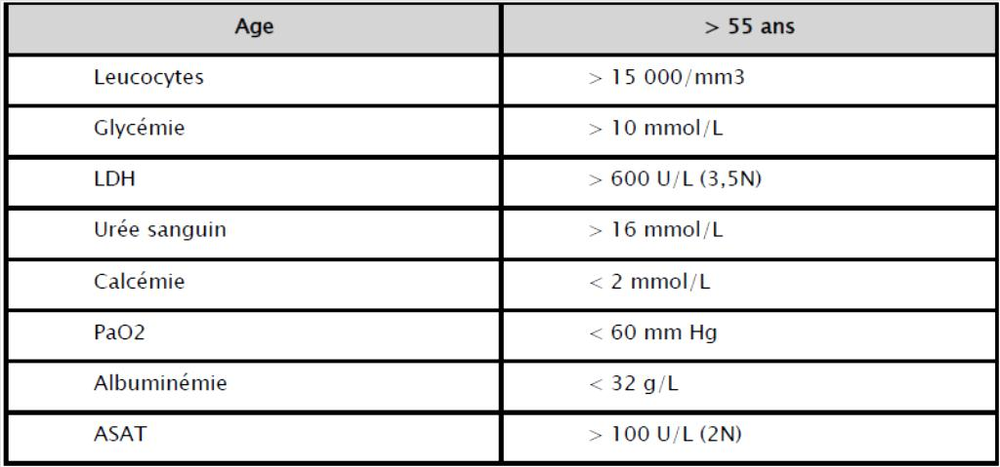 Age > 55 ans
Leucocytes > 15 000/mm3
Glycémie > 10 mmol/L
LDH > 600 U/L (3,5N)
Urée sanguin > 16 mmol/L
Calcémie < 2 mmol/L
PaO2 < 60 mm Hg
Albuminémie < 32 g/L
ASAT > 100 U/L (2N)